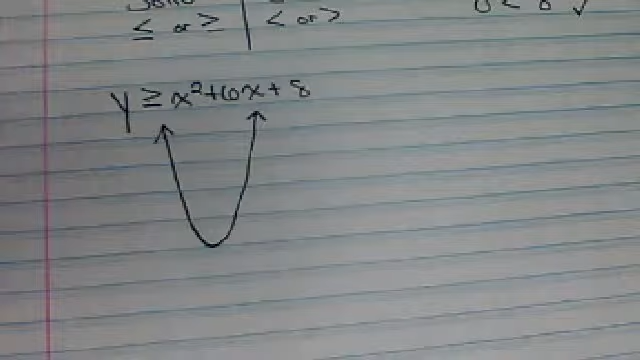 ≤ or ≥ < or >
y ≥ x²+6x+8